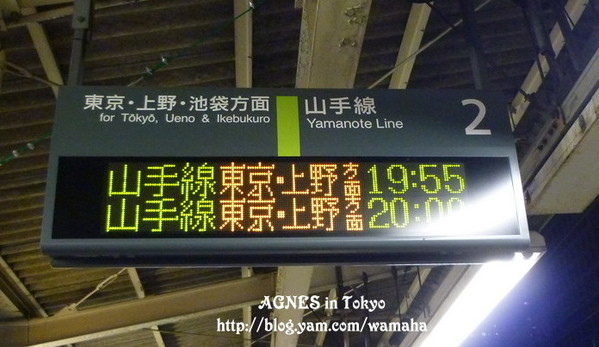 東京・上野・池袋方面
for Tōkyō, Ueno & Ikebukuro
山手線
Yamanote Line
2
山手線 東京・上野方面 19:55
山手線 東京・上野方面 20:00
AGNES in Tokyo
http://blog.yam.com/wamaha